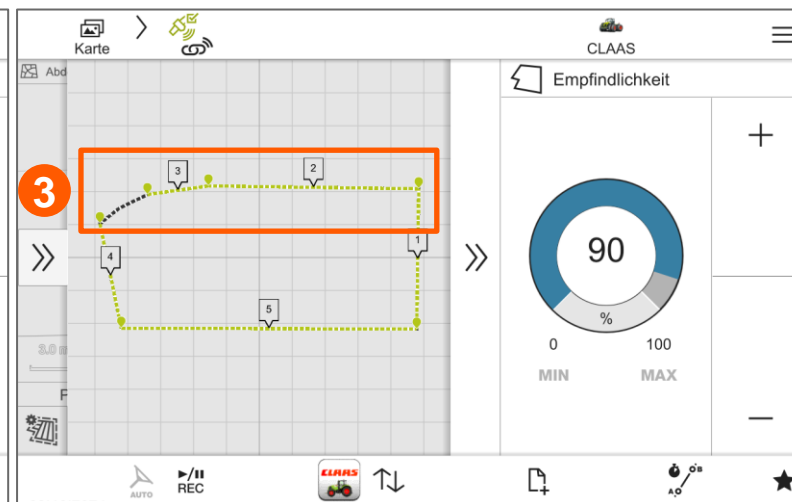 Karte
CLAAS
Abd
Empfindlichkeit
3
3
2
1
4
5
90
%
0
100
MIN
MAX
3.0 m
AUTO
REC
CLAAS
A
B